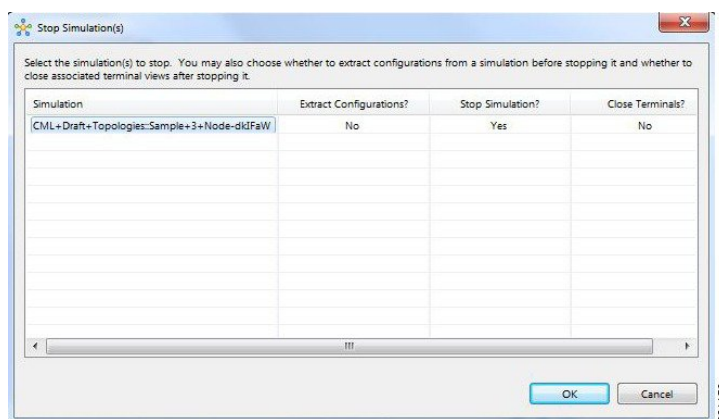 Stop Simulation(s)
Select the simulation(s) to stop. You may also choose whether to extract configurations from a simulation before stopping it and whether to
close associated terminal views after stopping it.
Simulation Extract Configurations? Stop Simulation? Close Terminals?
CML+Draft+Topologies::Sample+3+Node-dkIFaW No Yes No
OK Cancel